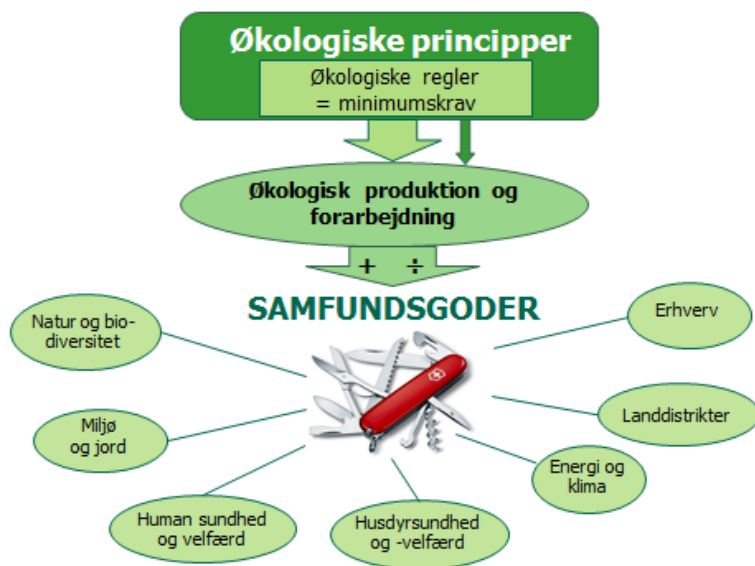 Økologiske principper
Økologiske regler
= minimumskrav
Økologisk produktion og
forarbejdning
+ ÷
SAMFUNDSGODER
Natur og bio-
diversitet
Erhverv
Miljø
og jord
Landdistrikter
Energi og
klima
Human sundhed
og velfærd
Husdyrsundhed
og -velfærd